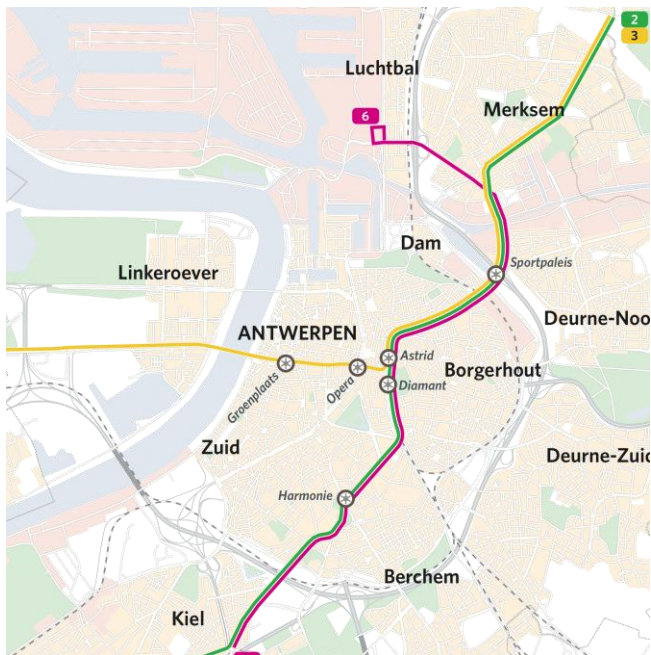 2
3
Luchtbal
Merksem
6
Dam
Sportpaleis
Linkeroever
Deurne-Noo
ANTWERPEN
Astrid
Borgerhout
Groenplaats
Opera
Diamant
Zuid
Deurne-Zuid
Harmonie
Berchem
Kiel